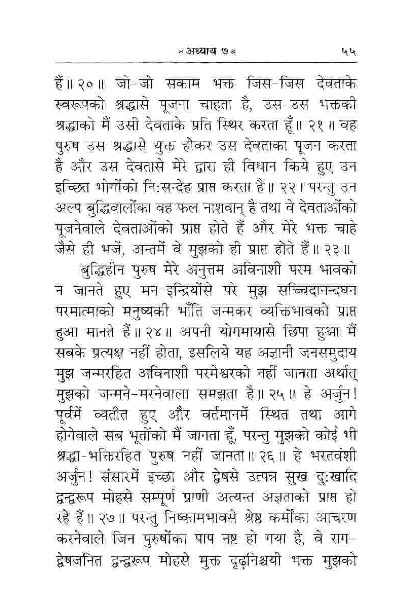 * अध्याय ७ * ५५
हैं॥ २०॥ जो-जो सकाम भक्त जिस-जिस देवताके
स्वरूपको श्रद्धासे पूजना चाहता है, उस-उस भक्तकी
श्रद्धाको मैं उसी देवताके प्रति स्थिर करता हूँ॥ २१॥ वह
पुरुष उस श्रद्धासे युक्त होकर उस देवताका पूजन करता
है और उस देवतासे मेरे द्वारा ही विधान किये हुए उन
इच्छित भोगोंको नि:सन्देह प्राप्त करता है॥ २२॥ परन्तु उन
अल्प बुद्धिवालोंका वह फल नाशवान् है तथा वे देवताओंको
पूजनेवाले देवताओंको प्राप्त होते हैं और मेरे भक्त चाहे
जैसे ही भजें, अन्तमें वे मुझको ही प्राप्त होते हैं॥ २३॥
बुद्धिहीन पुरुष मेरे अनुत्तम अविनाशी परम भावको
न जानते हुए मन-इन्द्रियोंसे परे मुझ सच्चिदानन्दघन
परमात्माको मनुष्यकी भाँति जन्मकर व्यक्तिभावको प्राप्त
हुआ मानते हैं॥ २४॥ अपनी योगमायासे छिपा हुआ मैं
सबके प्रत्यक्ष नहीं होता, इसलिये यह अज्ञानी जनसमुदाय
मुझ जन्मरहित अविनाशी परमेश्वरको नहीं जानता अर्थात्
मुझको जन्मने-मरनेवाला समझता है॥ २५॥ हे अर्जुन!
पूर्वमें व्यतीत हुए और वर्तमानमें स्थित तथा आगे
होनेवाले सब भूतोंको मैं जानता हूँ, परन्तु मुझको कोई भी
श्रद्धा-भक्तिरहित पुरुष नहीं जानता॥ २६॥ हे भरतवंशी
अर्जुन! संसारमें इच्छा और द्वेषसे उत्पन्न सुख दु:खादि
द्वन्द्वरूप मोहसे सम्पूर्ण प्राणी अत्यन्त अज्ञताको प्राप्त हो
रहे हैं॥ २७॥ परन्तु निष्कामभावसे श्रेष्ठ कर्मोंका आचरण
करनेवाले जिन पुरुषोंका पाप नष्ट हो गया है, वे राग-
द्वेषजनित द्वन्द्वरूप मोहसे मुक्त दृढ़निश्चयी भक्त मुझको